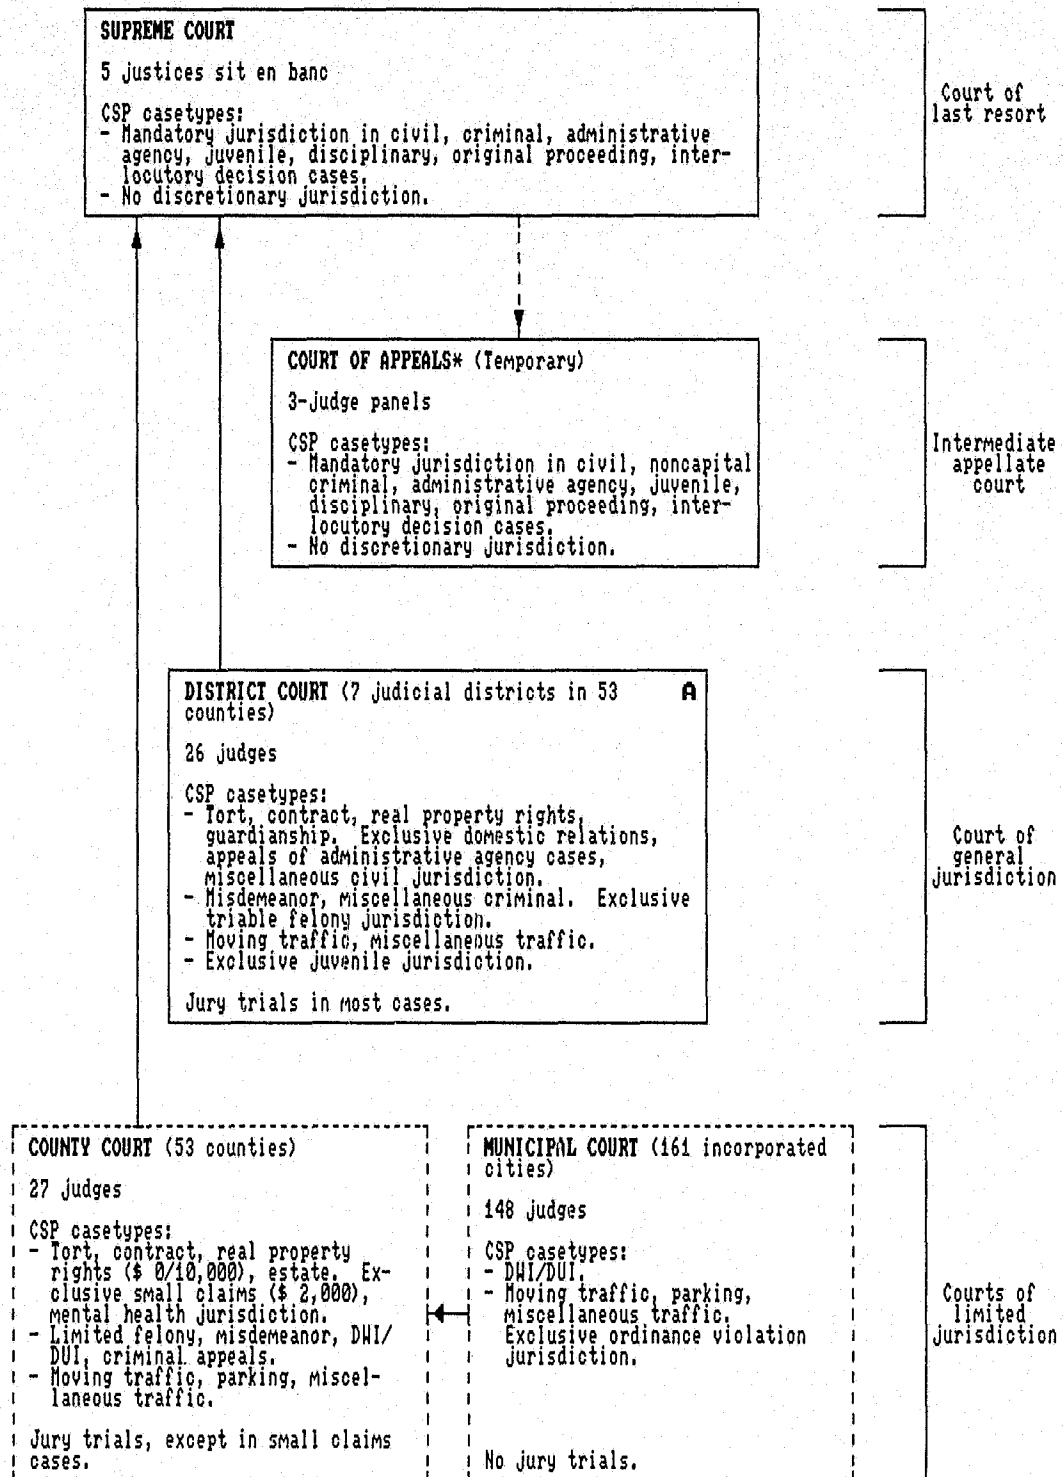 SUPREME COURT
5 justices sit en banc
CSP casetypes:
- Mandatory jurisdiction in civil, criminal, administrative
agency, juvenile, disciplinary, original proceeding, inter-
locutory decision cases.
- No discretionary jurisdiction.
Court of
last resort
COURT OF APPEALS* (Temporary)
3-judge panels
CSP casetypes:
- Mandatory jurisdiction in civil, noncapital
criminal, administrative agency, juvenile,
disciplinary, original proceeding, inter-
locutory decision cases.
- No discretionary jurisdiction.
Intermediate
appellate
court
DISTRICT COURT (7 judicial districts in 53
counties)
A
26 judges
CSP casetypes:
- Tort, contract, real property rights,
guardianship. Exclusive domestic relations,
appeals of administrative agency cases,
miscellaneous civil jurisdiction.
- Misdemeanor, miscellaneous criminal. Exclusive
triable felony jurisdiction.
- Moving traffic, miscellaneous traffic.
- Exclusive juvenile jurisdiction.
Jury trials in most cases.
Court of
general
jurisdiction
COUNTY COURT (53 counties)
27 judges
CSP casetypes:
- Tort, contract, real property
rights ($ 0/10,000), estate. Ex-
clusive small claims ($ 2,000),
mental health jurisdiction.
- Limited felony, misdemeanor, DWI/
DUI, criminal appeals.
- Moving traffic, parking, miscel-
laneous traffic.
Jury trials, except in small claims
cases.
MUNICIPAL COURT (161 incorporated
cities)
148 judges
CSP casetypes:
- DWI/DUI.
- Moving traffic, parking,
miscellaneous traffic.
Exclusive ordinance violation
jurisdiction.
No jury trials.
Courts of
limited
jurisdiction